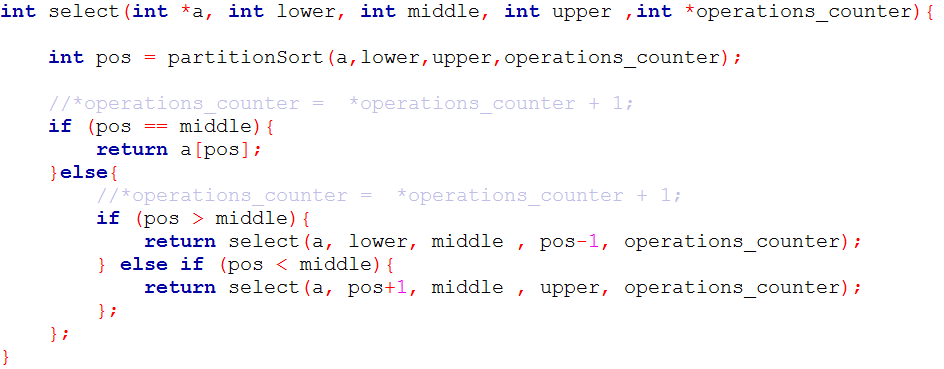 int select(int *a, int lower, int middle, int upper ,int *operations_counter){
int pos = partitionSort(a,lower,upper,operations_counter);
//*operations_counter =  *operations_counter + 1;
if (pos == middle){
return a[pos];
}else{
//*operations_counter =  *operations_counter + 1;
if (pos > middle){
return select(a, lower, middle , pos-1, operations_counter);
} else if (pos < middle){
return select(a, pos+1, middle , upper, operations_counter);
};
};
}